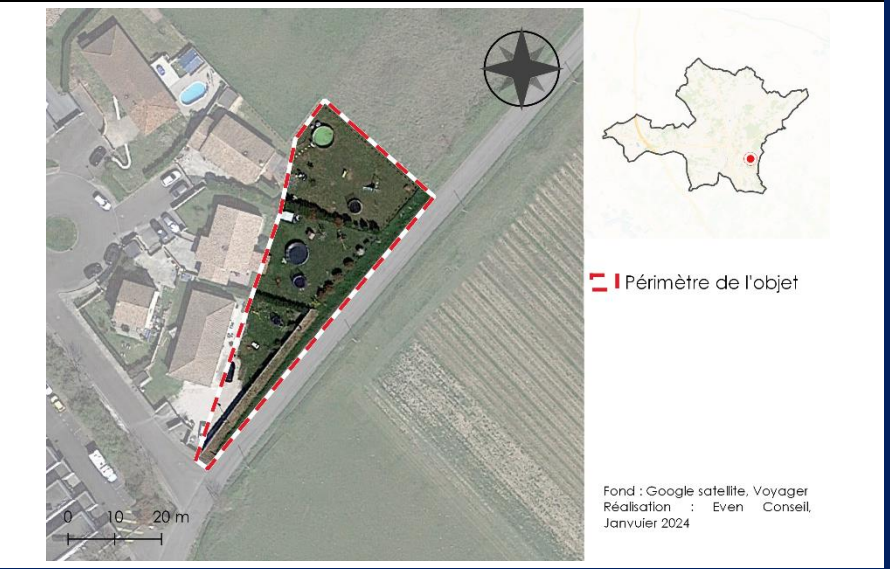 Périmètre de l'objet
0 10 20 m
Fond : Google satellite, Voyager
Réalisation : Even Conseil,
Janvuier 2024